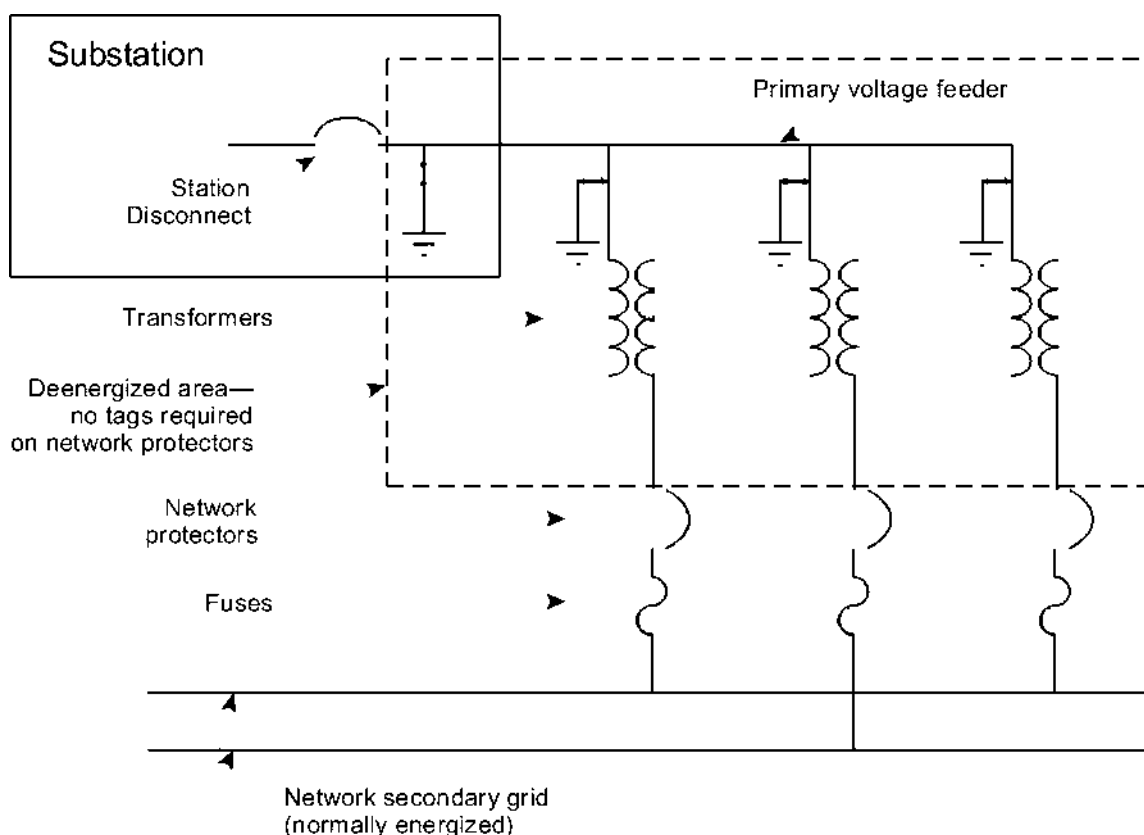 Substation
Primary voltage feeder
Station
Disconnect
Transformers
Deenergized area—
no tags required
on network protectors
Network
protectors
Fuses
Network secondary grid
(normally energized)